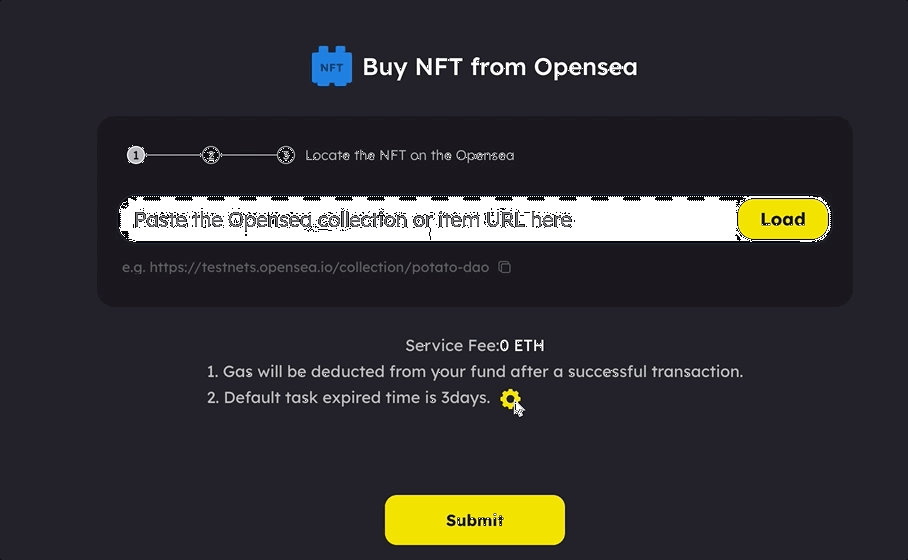 NFT Buy NFT from Opensea
1 2 3 Locate the NFT on the Opensea
Paste the Opensea collection or item URL here Load
e.g. https://testnets.opensea.io/collection/potato-dao
Service Fee:0 ETH
1. Gas will be deducted from your fund after a successful transaction.
2. Default task expired time is 3days.
Submit